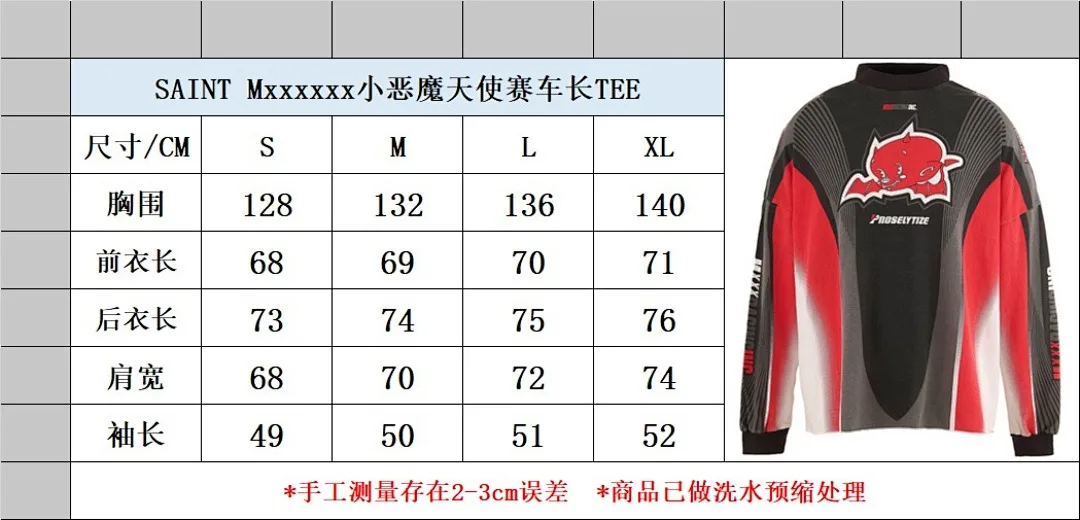 SAINT Mxxxxxx小恶魔天使赛车长TEE
尺寸/CM S M L XL
胸围 128 132 136 140
前衣长 68 69 70 71
后衣长 73 74 75 76
肩宽 68 70 72 74
袖长 49 50 51 52
*手工测量存在2-3cm误差 *商品已做洗水预缩处理
PROSELYTIZE